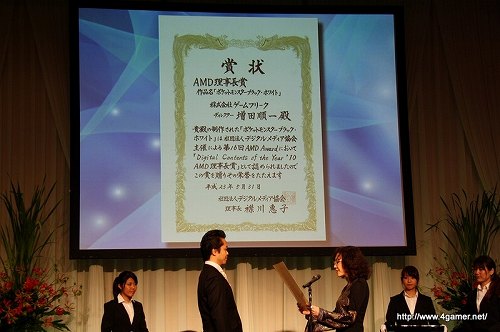 賞状
AMD理事長賞
作品名「ポケットモンスターブラック・ホワイト」
株式会社ゲームフリーク
ディレクター 増田順一殿
貴殿の制作された『ポケットモンスターブラック・
ホワイト』は社団法人デジタルメディア協会
主催による第16回AMD Awardにおいて
「Digital Contents of the Year '10
AMD理事長賞」として認められましたので
この賞を贈りその栄誉をたたえます
平成23年5月31日
社団法人デジタルメディア協会
理事長 襟川恵子
http://www.4gamer.net/